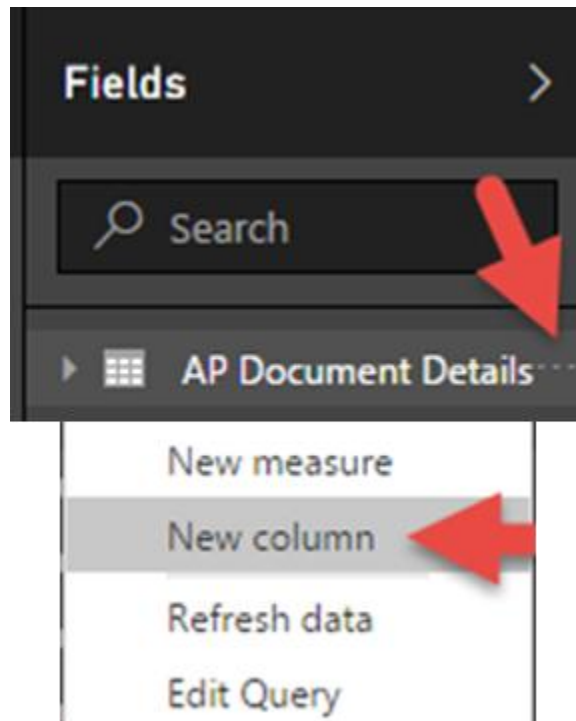 Fields
Search
AP Document Details
New measure
New column
Refresh data
Edit Query